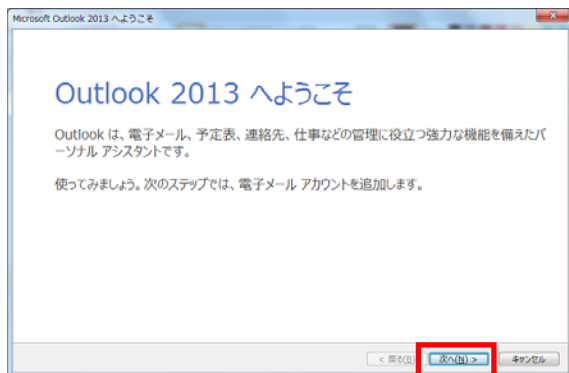 Microsoft Outlook 2013 へようこそ
Outlook 2013 へようこそ
Outlook は、電子メール、予定表、連絡先、仕事などの管理に役立つ強力な機能を備えたパ
ーソナル アシスタントです。
使ってみましょう。次のステップでは、電子メール アカウントを追加します。
< 戻る(B) 次へ(N) > キャンセル